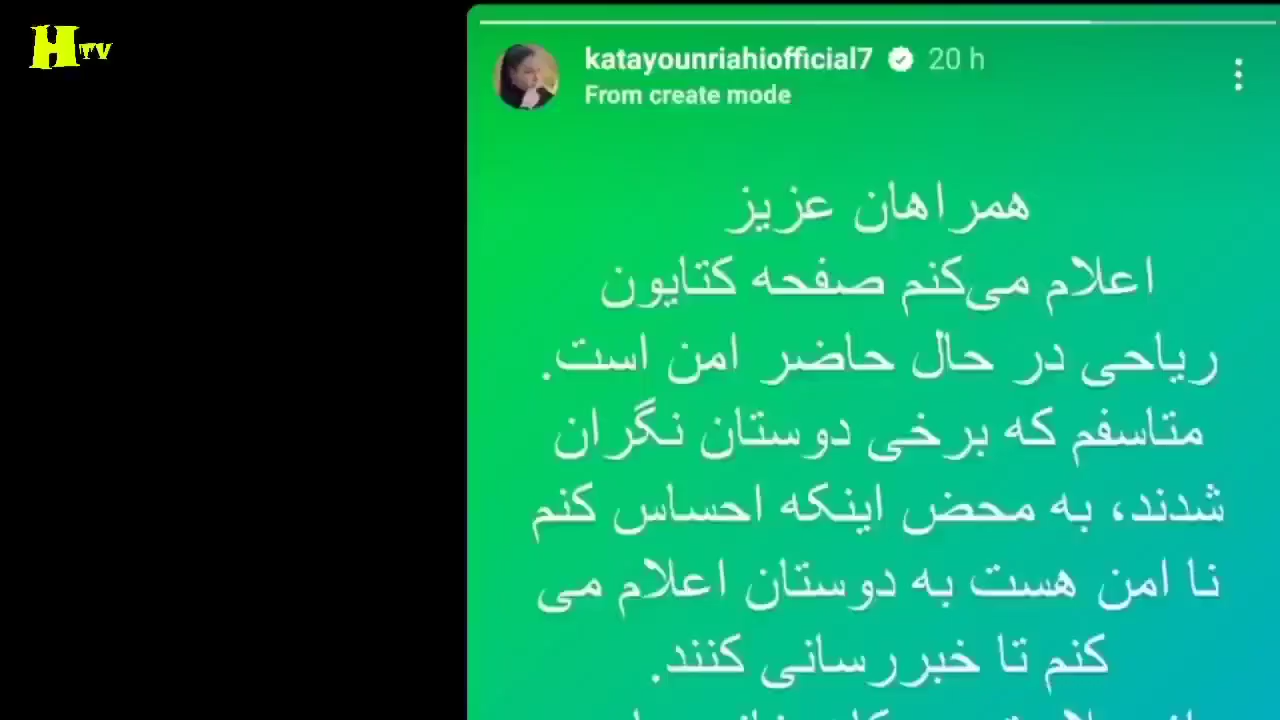 HTV
katayounriahiofficial7 20 h
From create mode
همراهان عزیز
اعلام می‌کنم صفحه کتایون
ریاحی در حال حاضر امن است.
متاسفم که برخی دوستان نگران
شدند، به محض اینکه احساس کنم
نا امن هست به دوستان اعلام می
کنم تا خبررسانی کنند.